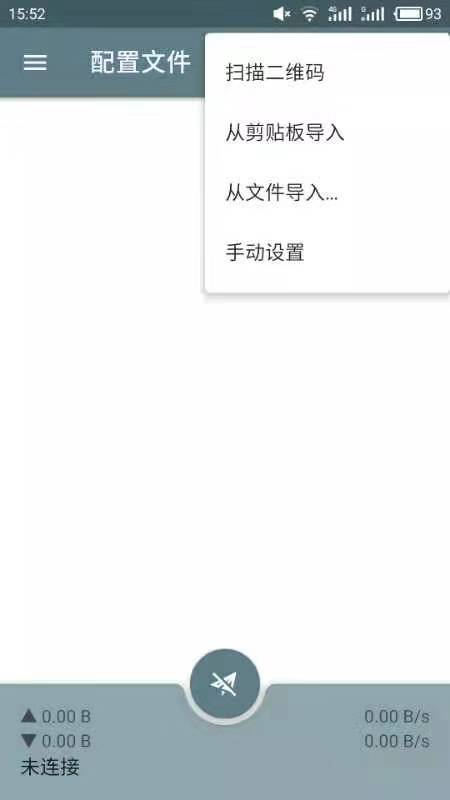 15:52
4G
G
93
配置文件
扫描二维码
从剪贴板导入
从文件导入...
手动设置
▲ 0.00 B
0.00 B/s
▼ 0.00 B
0.00 B/s
未连接